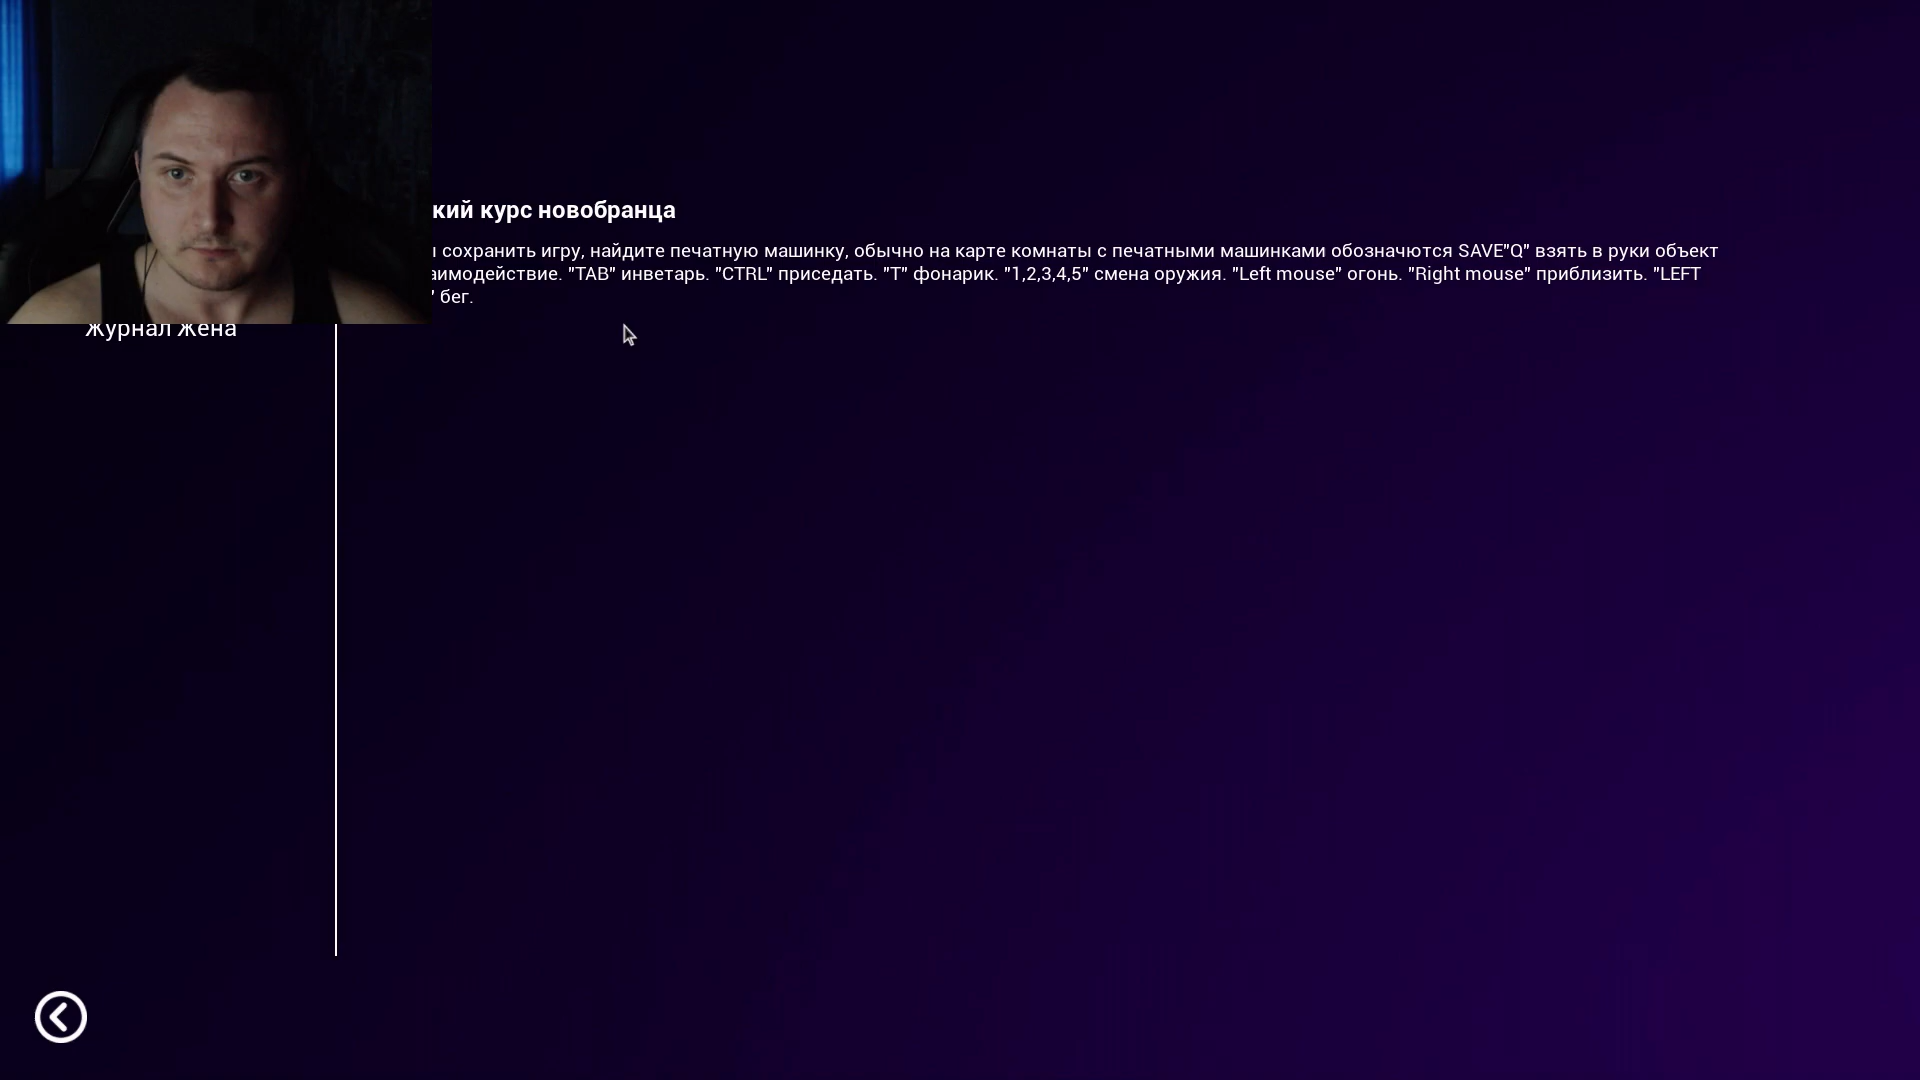 кий курс новобранца
сохранить игру, найдите печатную машинку, обычно на карте комнаты с печатными машинками обозначются SAVE"Q" взять в руки объект
аимодействие. "TAB" инветарь. "CTRL" приседать. "T" фонарик. "1,2,3,4,5" смена оружия. "Left mouse" огонь. "Right mouse" приблизить. "LEFT
" бег.
Журнал Жена